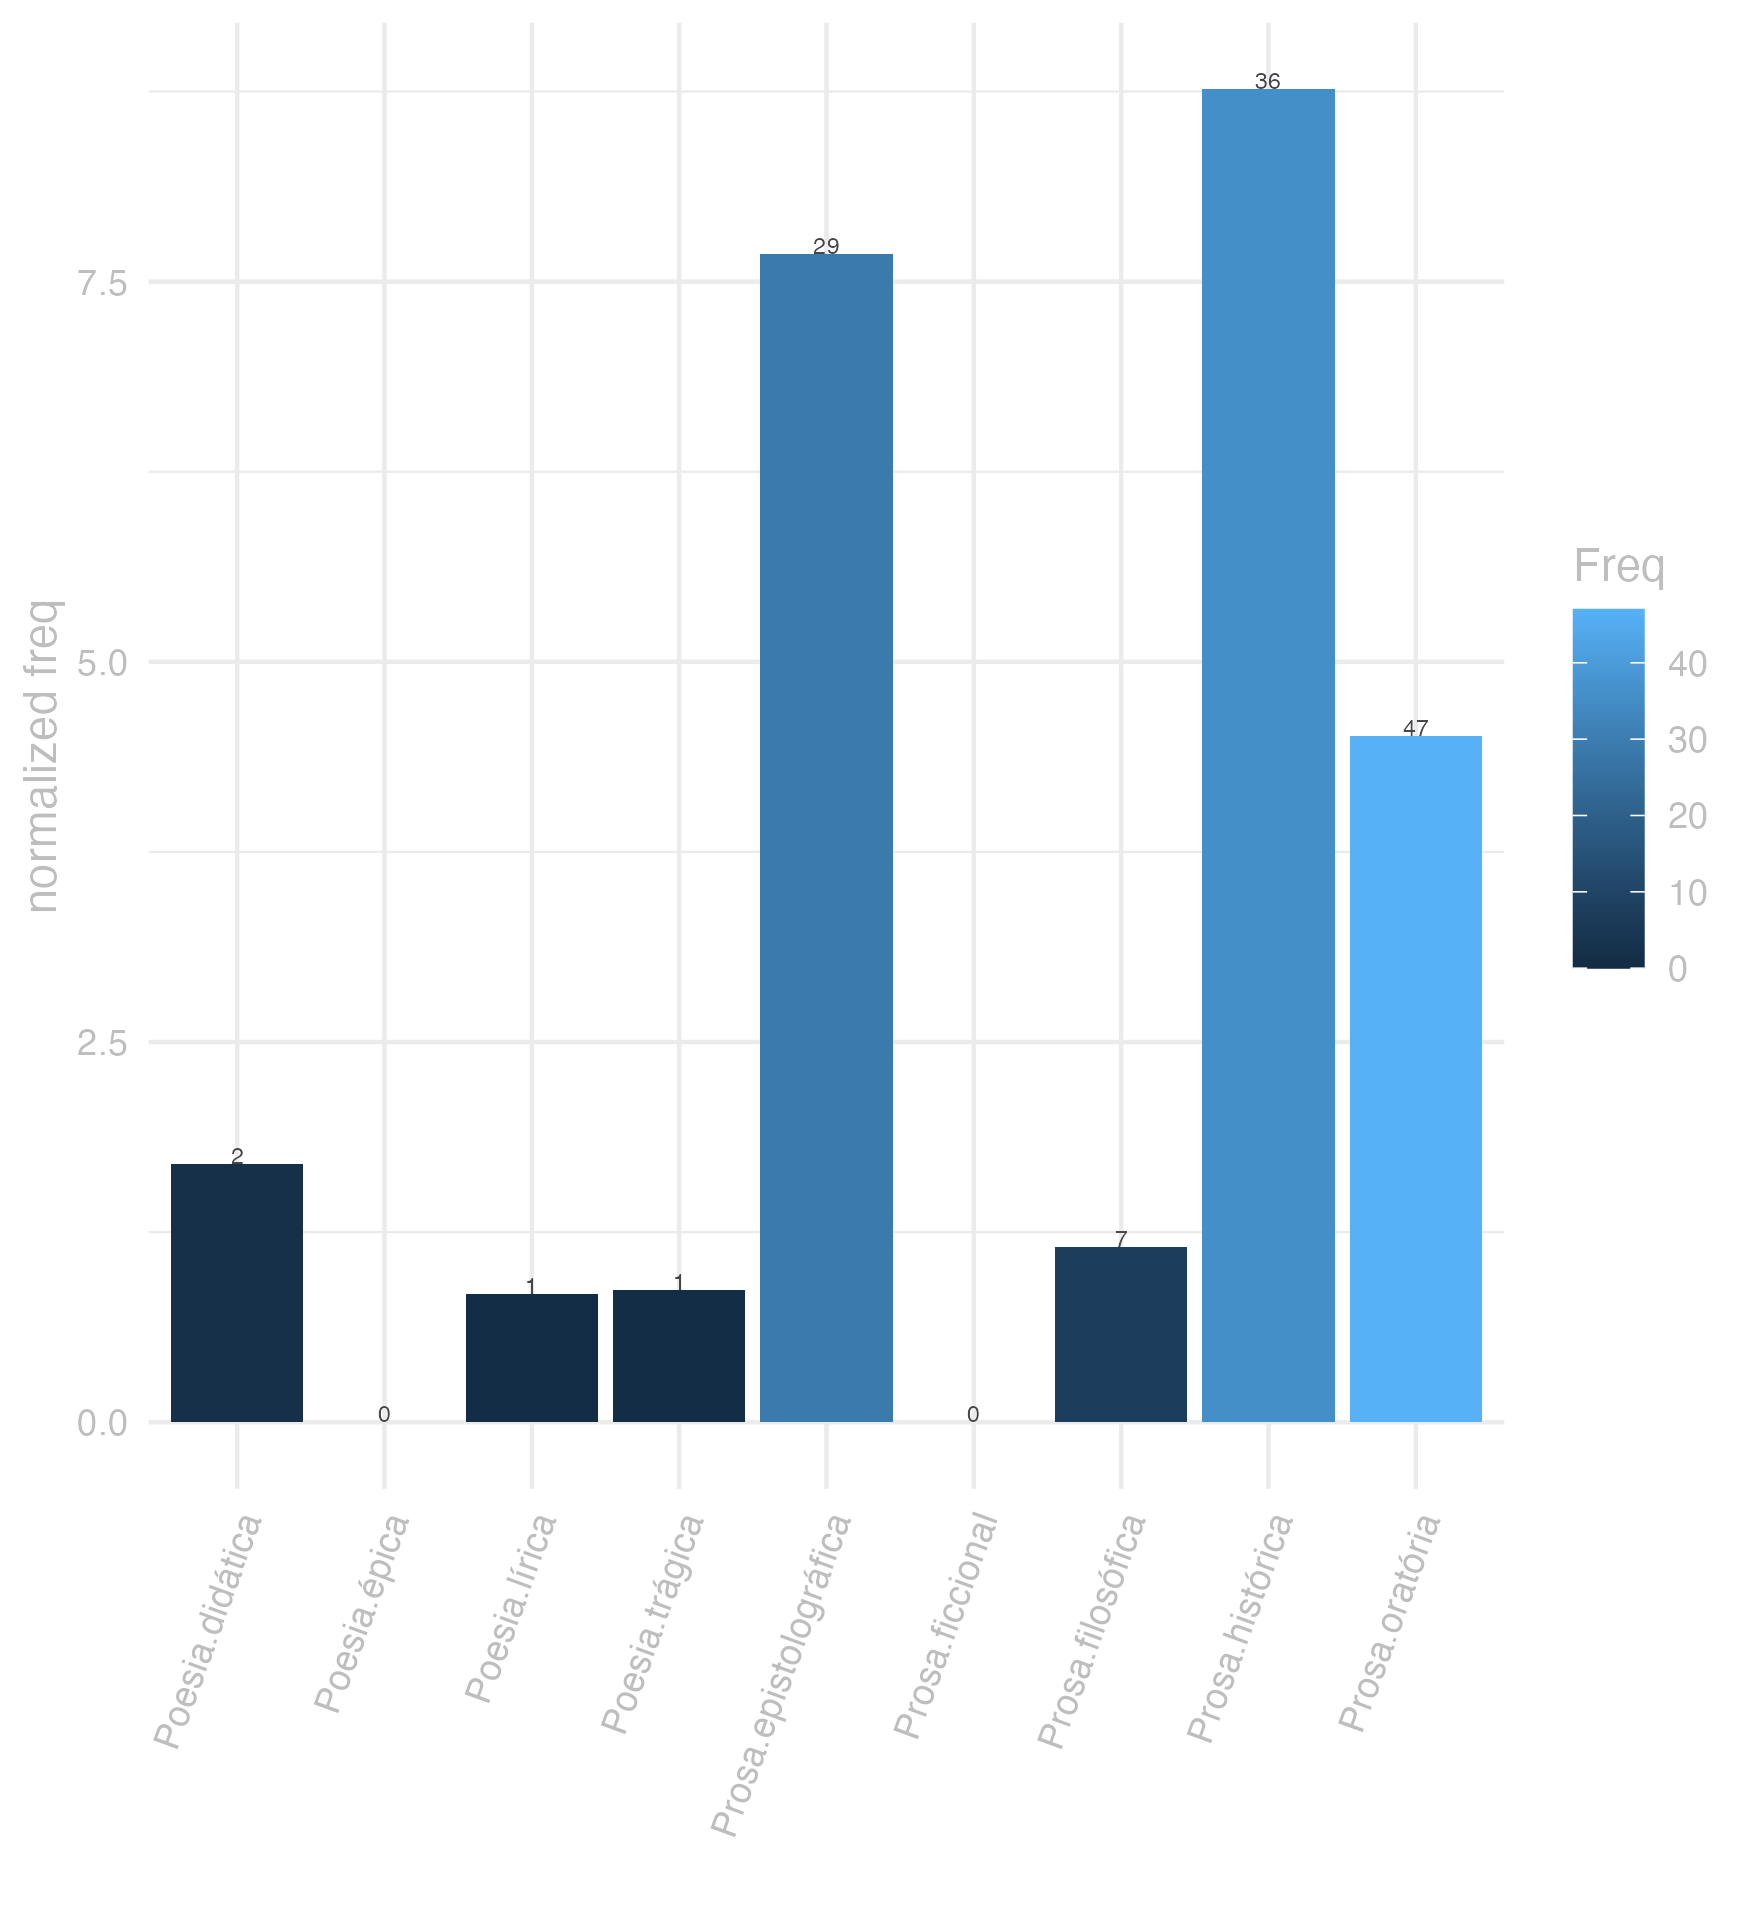 normalized freq
7.5
5.0
2.5
0.0
2
0
1
1
29
0
7
36
47
Poesia.didática
Poesia.épica
Poesia.lírica
Poesia.trágica
Prosa.epistolográfica
Prosa.ficcional
Prosa.filosófica
Prosa.histórica
Prosa.oratória
Freq
40
30
20
10
0